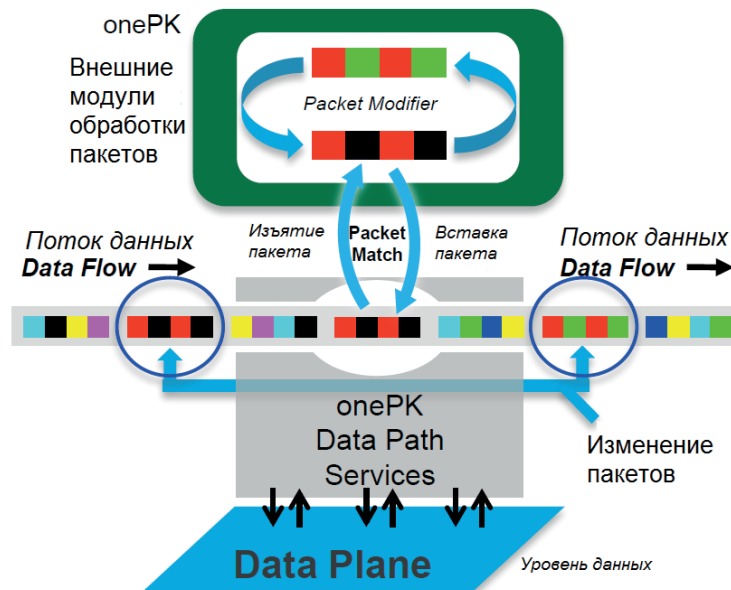 onePK
Внешние
модули
обработки
пакетов
Packet Modifier
Поток данных
Data Flow
Изъятие
пакета
Packet
Match
Вставка
пакета
Поток данных
Data Flow
onePK
Data Path
Services
Изменение
пакетов
Data Plane
Уровень данных